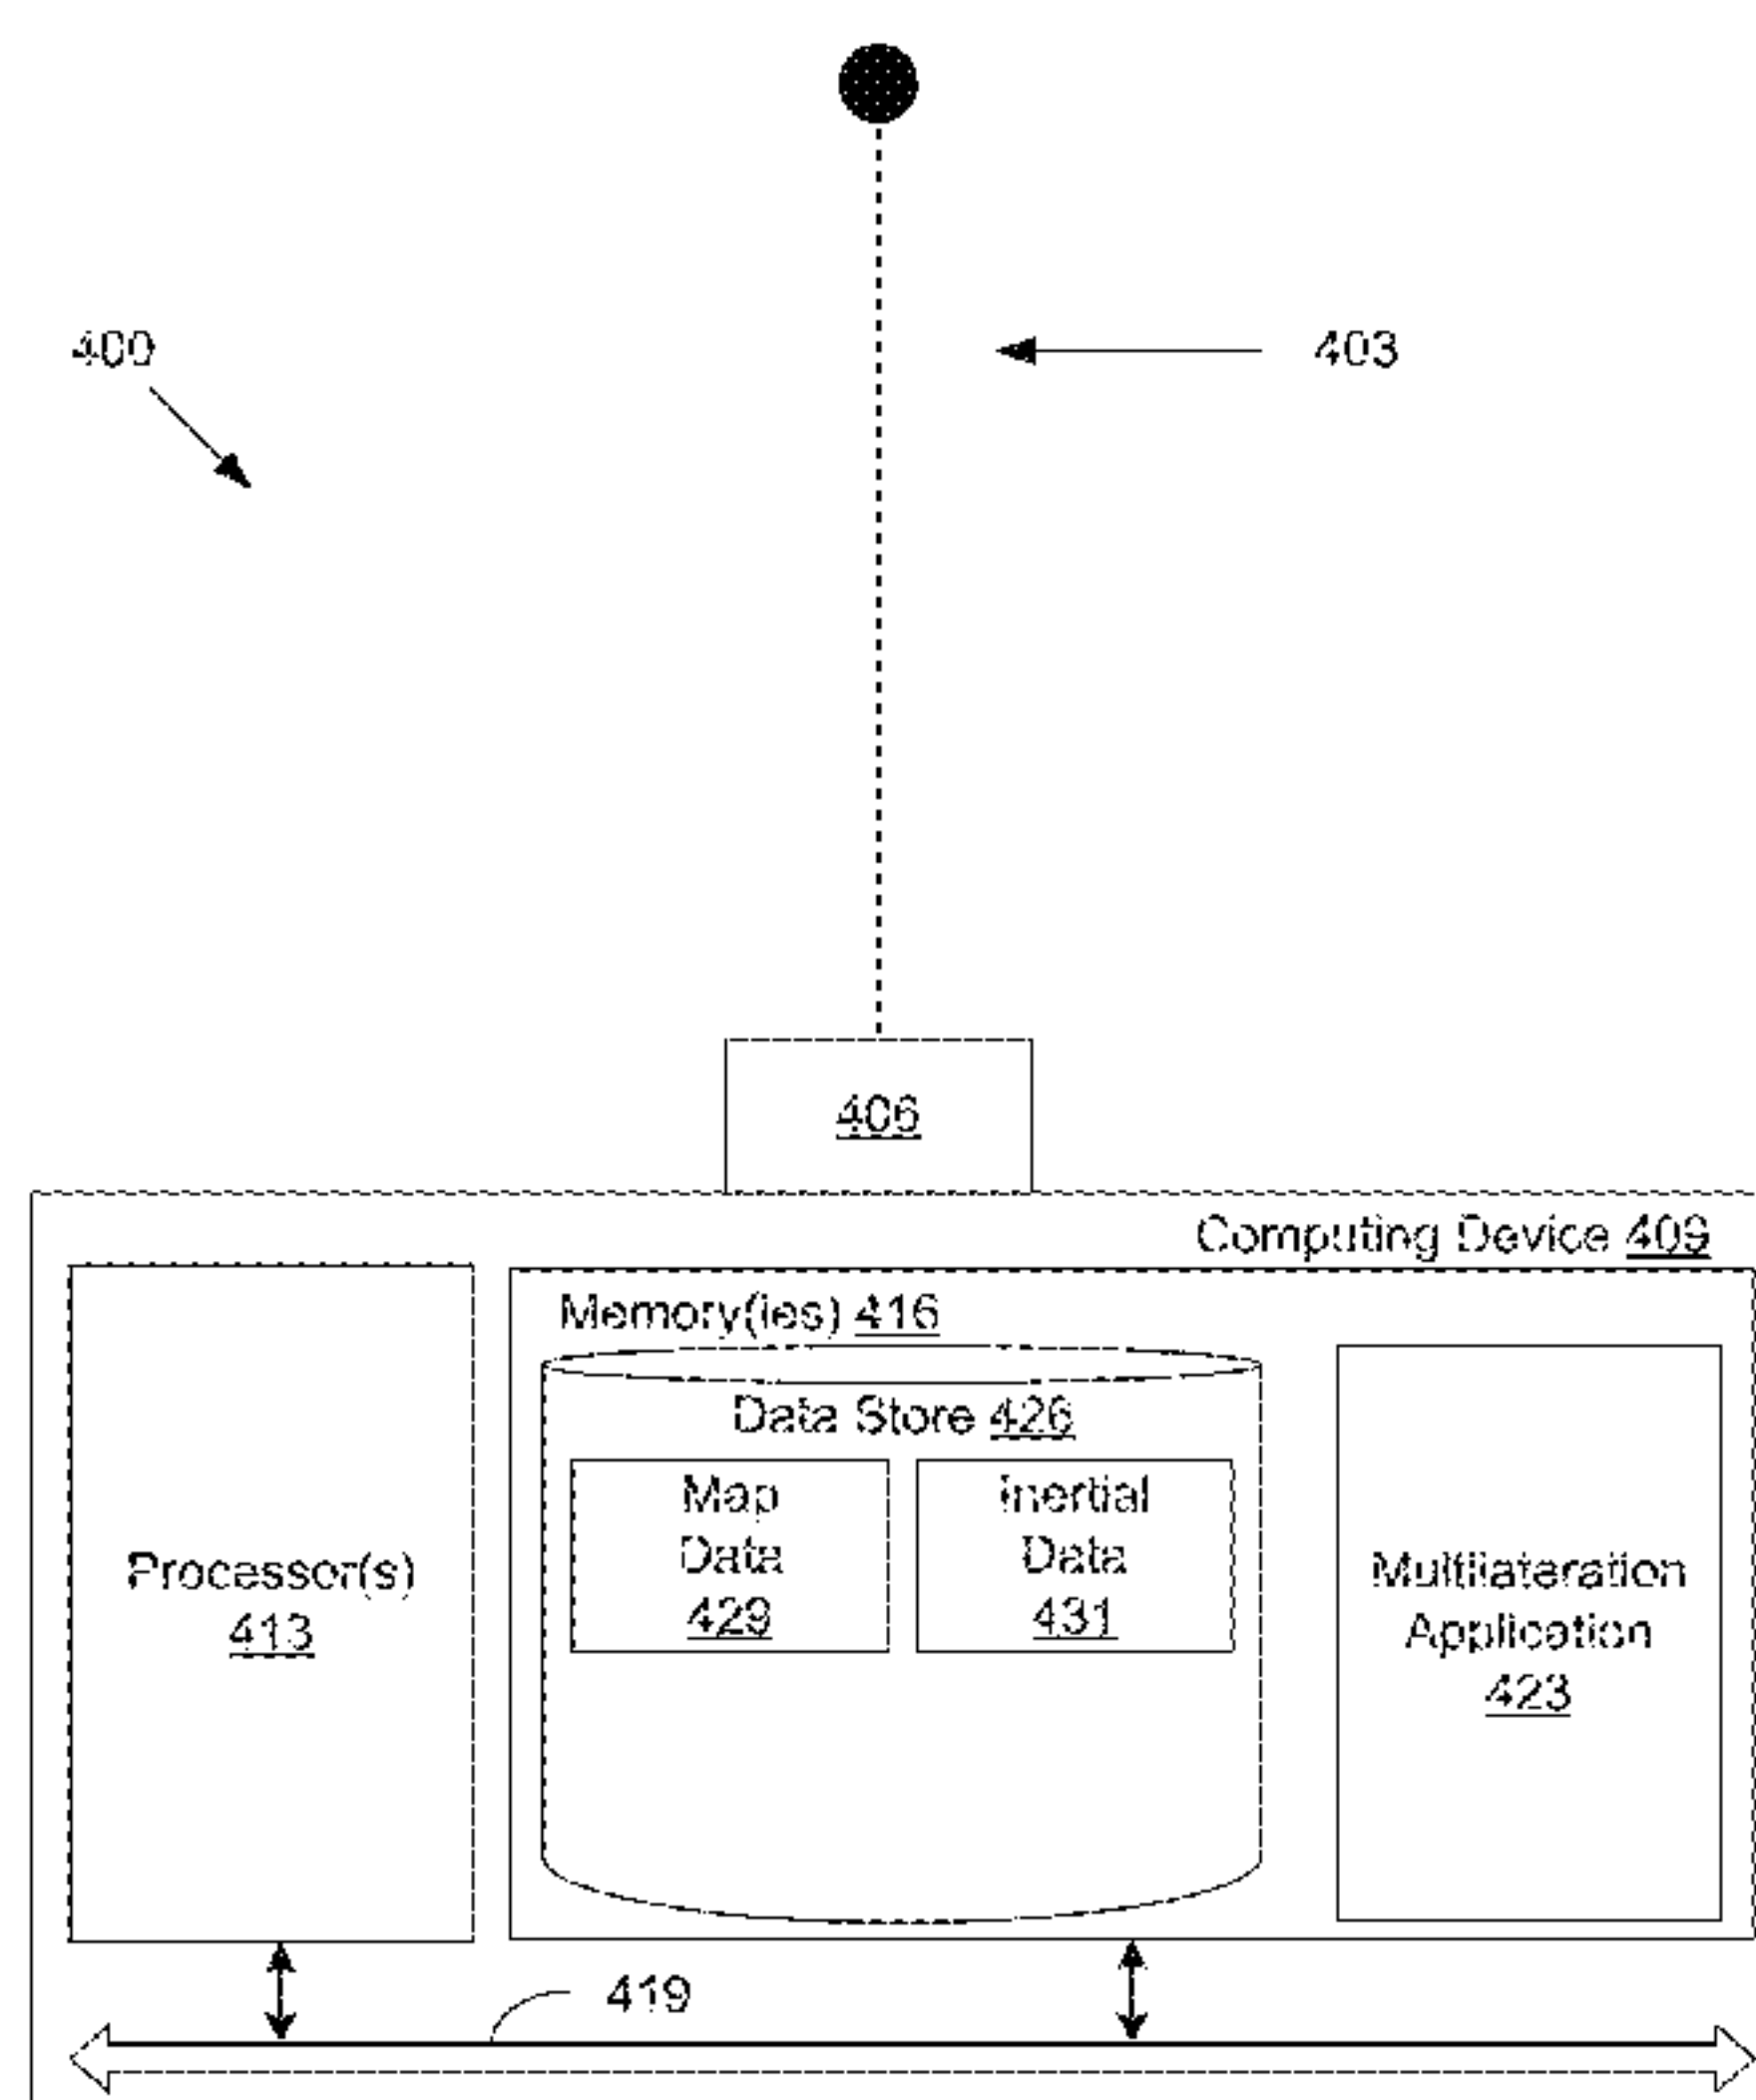 400
403
406
Computing Device 409
Memory(ies) 416
Data Store 426
Map
Data
429
Inertial
Data
431
Processor(s)
413
Multilateration
Application
423
419